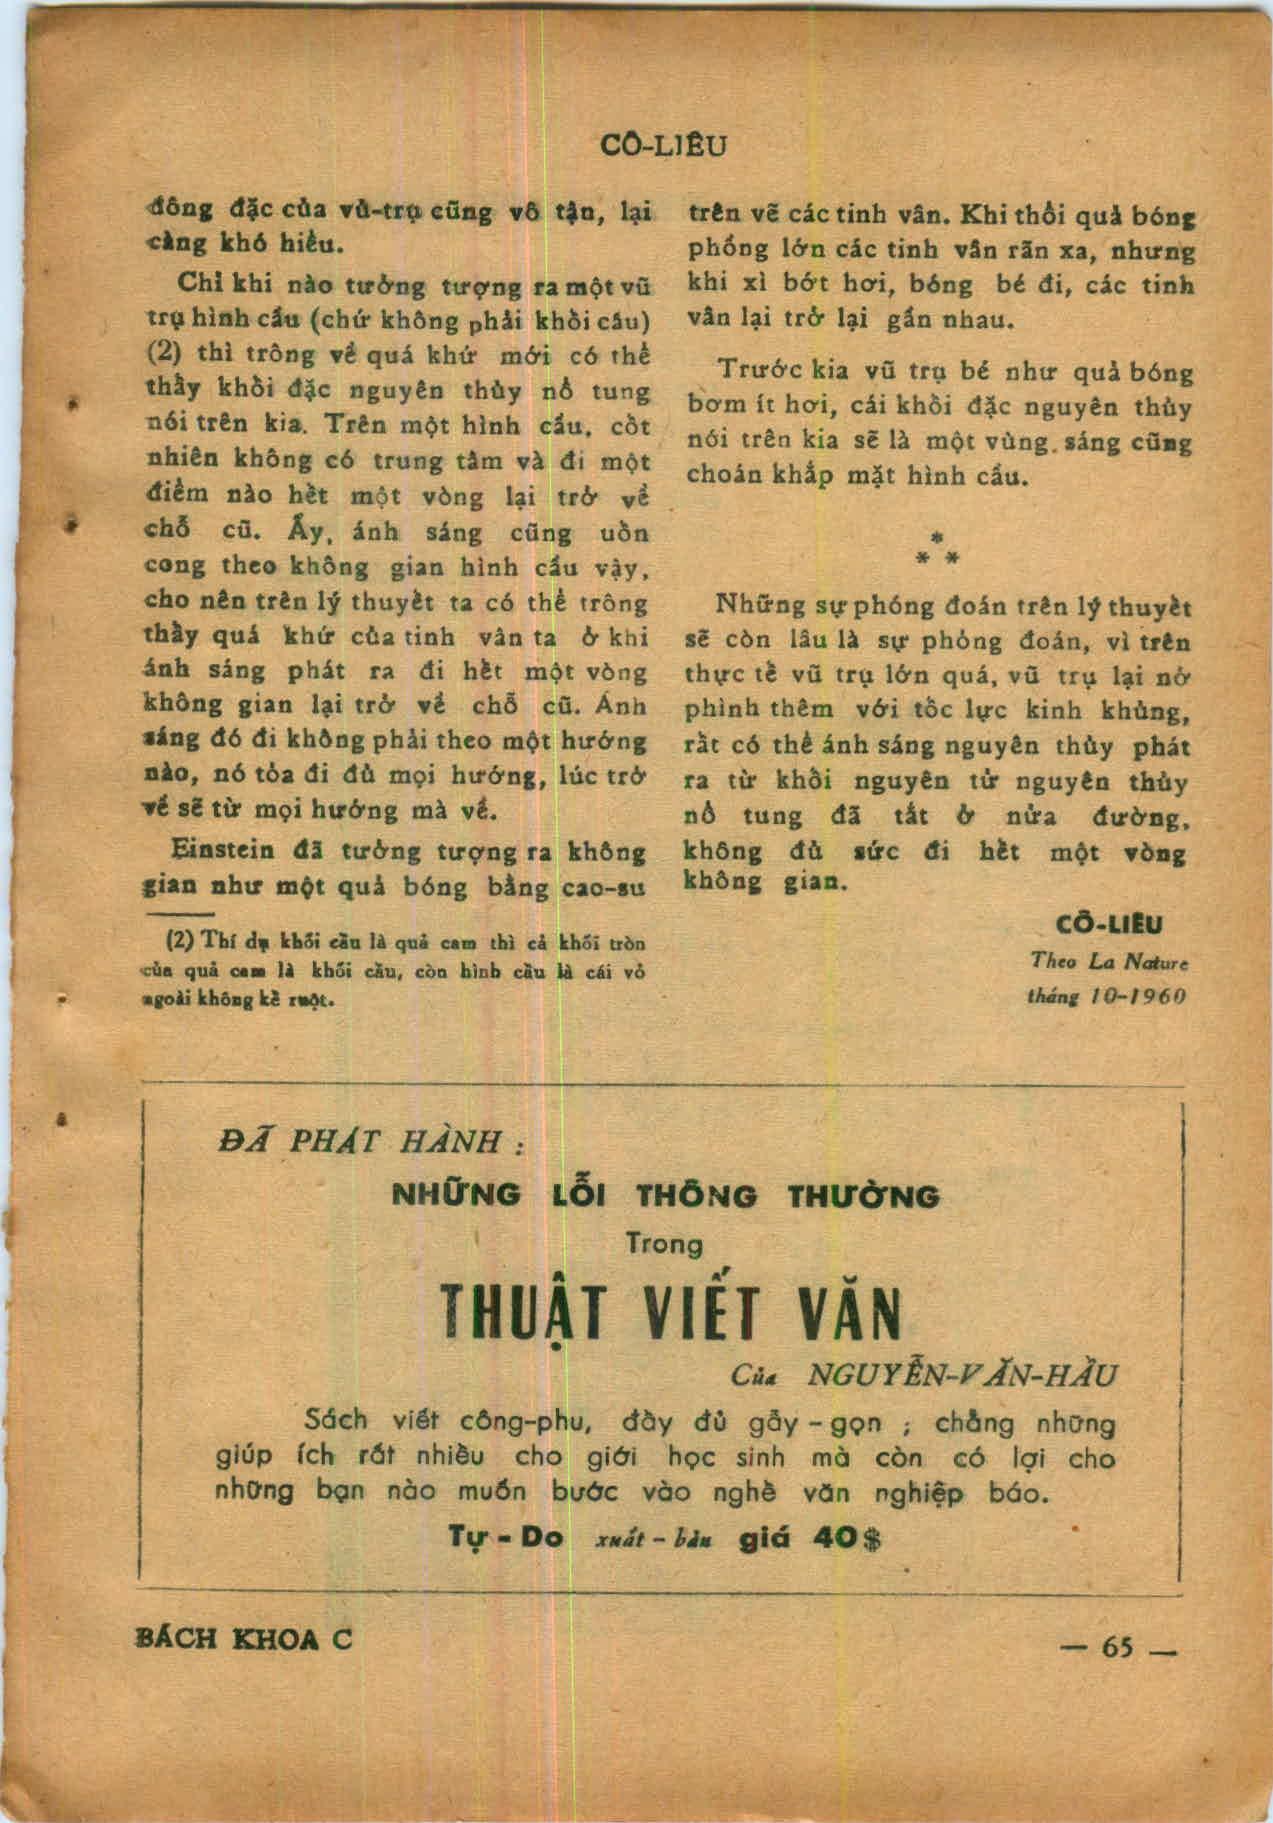 CÔ-LIÊU
đông đặc của vũ-trụ cũng vô tận, lại
càng khó hiểu.
Chỉ khi nào tưởng tượng ra một vũ
trụ hình cầu (chứ không phải khồi cầu)
(2) thì trông về quá khứ mới có thể
thầy khồi đặc nguyên thủy nổ tung
nói trên kia. Trên một hình cầu, cồt
nhiên không có trung tâm và đi một
điểm nào hềt một vòng lại trở về
chỗ cũ. Ầy, ánh sáng cũng uồn
cong theo không gian hình cầu vậy,
cho nên trên lý thuyềt ta có thể trông
thầy quá khứ của tinh vân ta ở khi
ánh sáng phát ra đi hềt một vòng
không gian lại trở về chỗ cũ. Ánh
sáng đó đi không phải theo một hướng
nào, nó tỏa đi đủ mọi hướng, lúc trở
về sẽ từ mọi hướng mà về.
Einstein đã tưởng tượng ra không
gian như một quả bóng bằng cao-su
(2) Thí dụ khối cầu là quả cam thì cả khối tròn
của quả cam là khối cầu, còn hình cầu là cái vỏ
ngoài không kể ruột.
trên vẽ các tinh vân. Khi thổi quả bóng
phồng lớn các tinh vân rãn xa, nhưng
khi xì bớt hơi, bóng bé đi, các tinh
vân lại trở lại gần nhau.
Trước kia vũ trụ bé như quả bóng
bơm ít hơi, cái khồi đặc nguyên thủy
nói trên kia sẽ là một vùng sáng cũng
choán khắp mặt hình cầu.
* * *
Những sự phóng đoán trên lý thuyềt
sẽ còn lâu là sự phỏng đoán, vì trên
thực tề vũ trụ lớn quá, vũ trụ lại nở
phình thêm với tồc lực kinh khủng,
rầt có thể ánh sáng nguyên thủy phát
ra từ khồi nguyên tử nguyên thủy
nổ tung đã tắt ở nửa đường,
không đủ sức đi hềt một vòng
không gian.
CÔ-LIÊU
Theo La Nature
tháng 10-1960
ĐÃ PHÁT HÀNH :
NHỮNG LỖI THÔNG THƯỜNG
Trong
THUẬT VIẾT VĂN
Của NGUYỄN-VĂN-HẦU
Sách viết công-phu, đầy đủ gẫy - gọn ; chẳng những
giúp ích rất nhiều cho giới học sinh mà còn có lợi cho
những bạn nào muốn bước vào nghề văn nghiệp báo.
Tự - Do xuất - bản giá 40$
BÁCH KHOA C
— 65 —